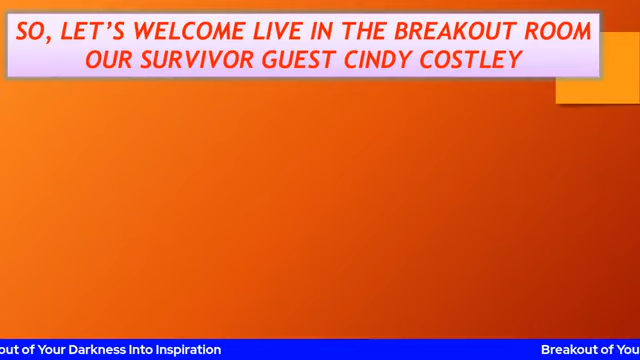 SO, LET’S WELCOME LIVE IN THE BREAKOUT ROOM
OUR SURVIVOR GUEST CINDY COSTLEY
out of Your Darkness Into Inspiration
Breakout of You